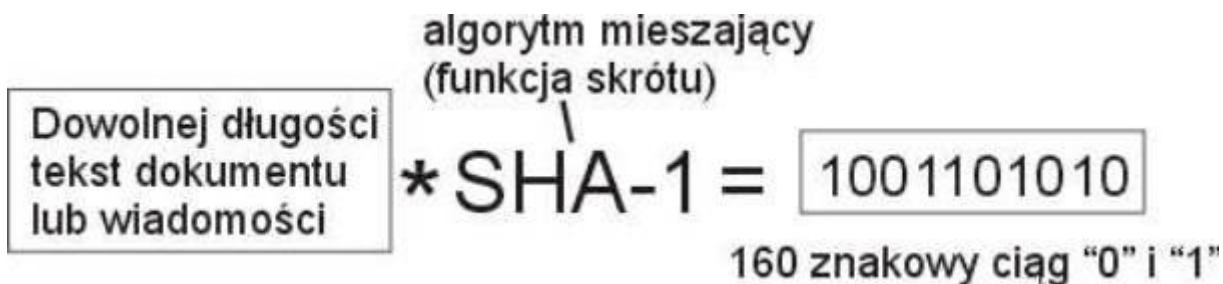 algorytm mieszający
(funkcja skrótu)
Dowolnej długości
tekst dokumentu
lub wiadomości
* SHA-1 = 1001101010
160 znakowy ciąg “0” i “1”